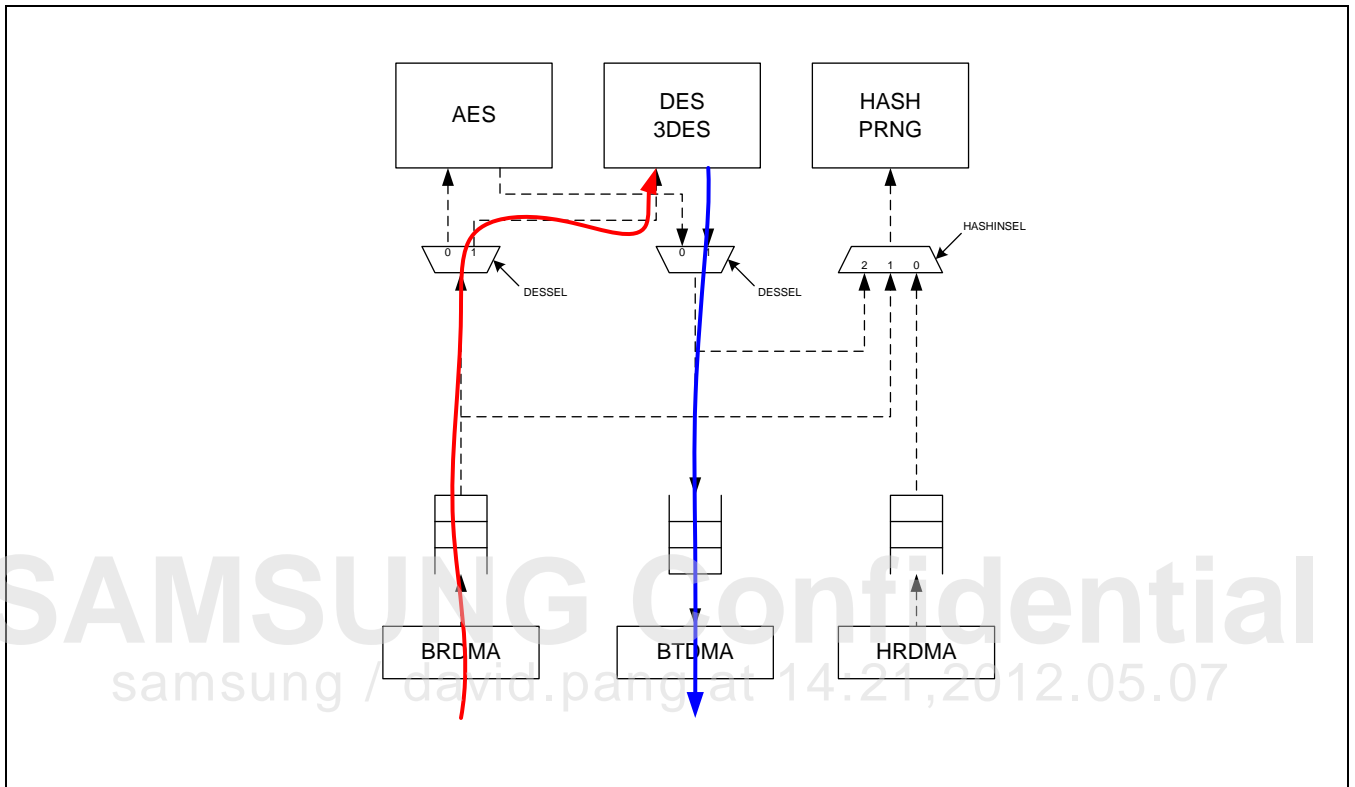 AES
DES
3DES
HASH
PRNG
0 1
DESSEL
0 1
DESSEL
2 1 0
HASHINSEL
SAMSUNG Confidential
BRDMA
BTDMA
HRDMA
samsung / david.pang at 14:21,2012.05.07